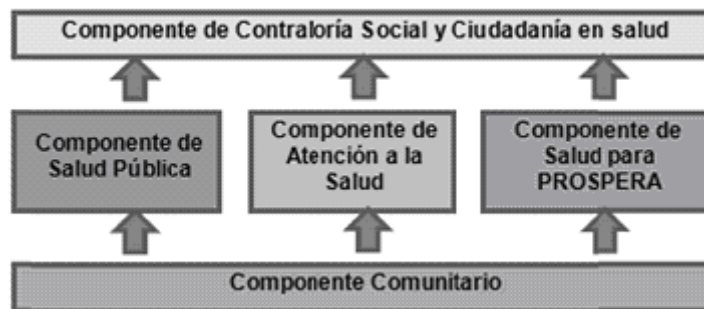 Componente de Contraloría Social y Ciudadanía en salud
Componente de
Salud Pública
Componente de
Atención a la
Salud
Componente de
Salud para
PROSPERA
Componente Comunitario